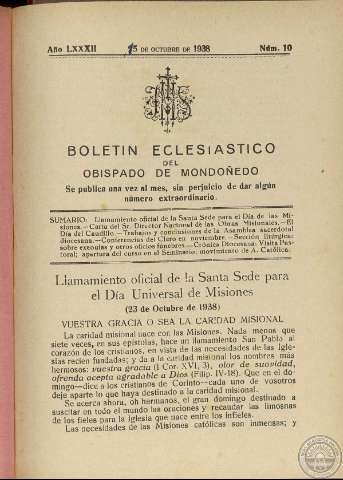 Año LXXXII 15 DE OCTUBRE DE 1938 Núm. 10
BOLETIN ECLESIASTICO
DEL
OBISPADO DE MONDOÑEDO
Se publica una vez al mes, sin perjuicio de dar algún
número extraordinario.
SUMARIO: Llamamiento oficial de la Santa Sede para el Día de las Mi-
siones.—Carta del Sr. Director Nacional de las Obras Misionales.—El
Día del Caudillo.—Trabajos y conclusiones de la Asamblea sacerdotal
diocesana.—Conferencias del Clero en noviembre.—Sección litúrgica:
sobre exequias y otros oficios fúnebres.—Crónica Diocesana: Visita Pas-
toral; apertura del curso en el Seminario; movimiento de A. Católica.
Llamamiento oficial de la Santa Sede para
el Día Universal de Misiones
(23 de Octubre de 1938)
VUESTRA GRACIA O SEA LA CARIDAD MISIONAL
La caridad misional nace con las Misiones. Nada menos que
siete veces, en sus epístolas, hace un llamamiento San Pablo al
corazón de los cristianos, en vista de las necesidades de las Igle-
sias recien fundadas; y da a la caridad misional los nombres más
hermosos: vuestra gracia (I Cor. XVI, 3), olor de suavidad,
ofrenda acepta agradable a Dios (Filip. IV-18). Que en el do-
mingo—dice a los cristianos de Corinto—cada uno de vosotros
deje aparte lo que haya destinado a la caridad misional.
Se acerca ahora, oh hermanos, el gran domingo destinado a
suscitar en todo el mundo las oraciones y recaudar las limosnas
de los fieles para la Iglesia que nace entre los infieles.
Las necesidades de las Misiones católicas son inmensas; y